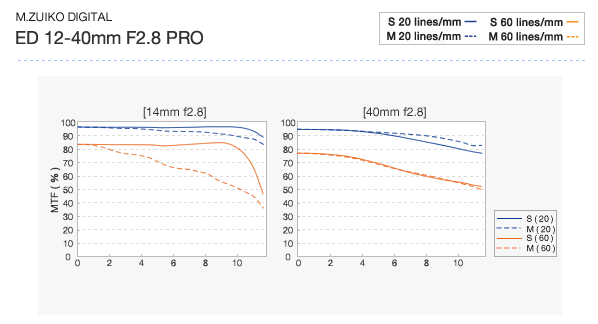 M.ZUIKO DIGITAL
ED 12-40mm F2.8 PRO
S 20 lines/mm S 60 lines/mm
M 20 lines/mm M 60 lines/mm
[14mm f2.8] [40mm f2.8]
MTF ( % )
100
90
80
70
60
50
40
30
20
10
0
0 2 4 6 8 10
100
90
80
70
60
50
40
30
20
10
0
0 2 4 6 8 10
S ( 20 )
M ( 20 )
S ( 60 )
M ( 60 )